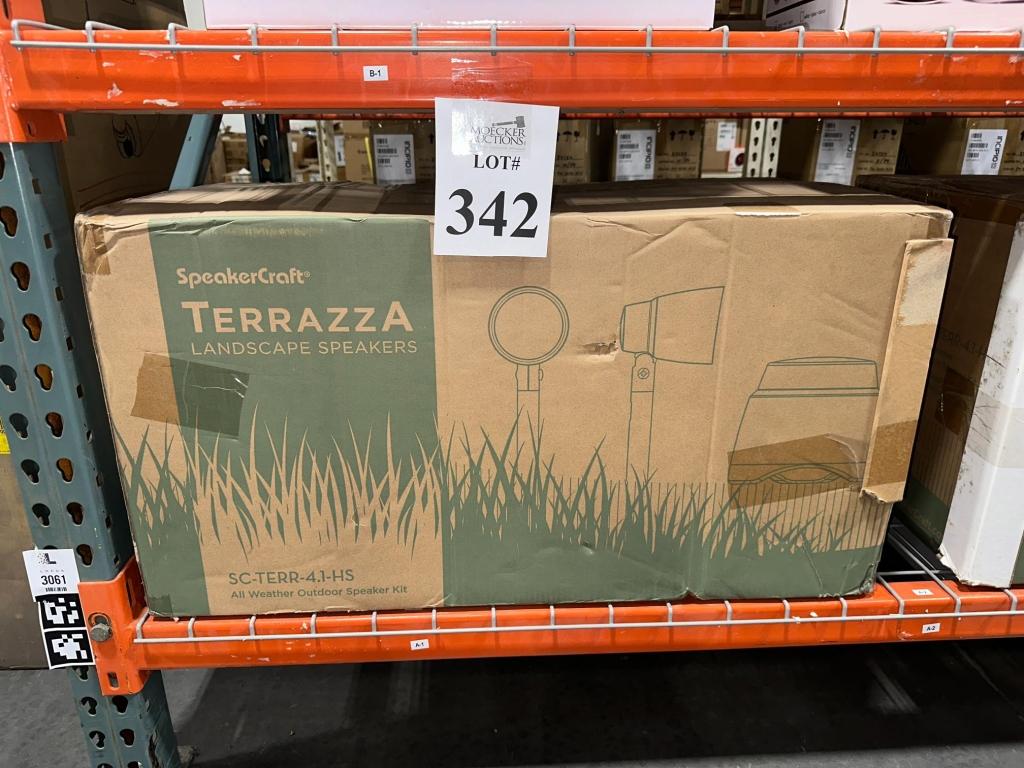 B-1
MOECKER
AUCTIONS
LOT#
342
SpeakerCraft®
TERRAZZA
LANDSCAPE SPEAKERS
SC-TERR-4.1-HS
All Weather Outdoor Speaker Kit
3061
A-1
A-2
INCIPIO